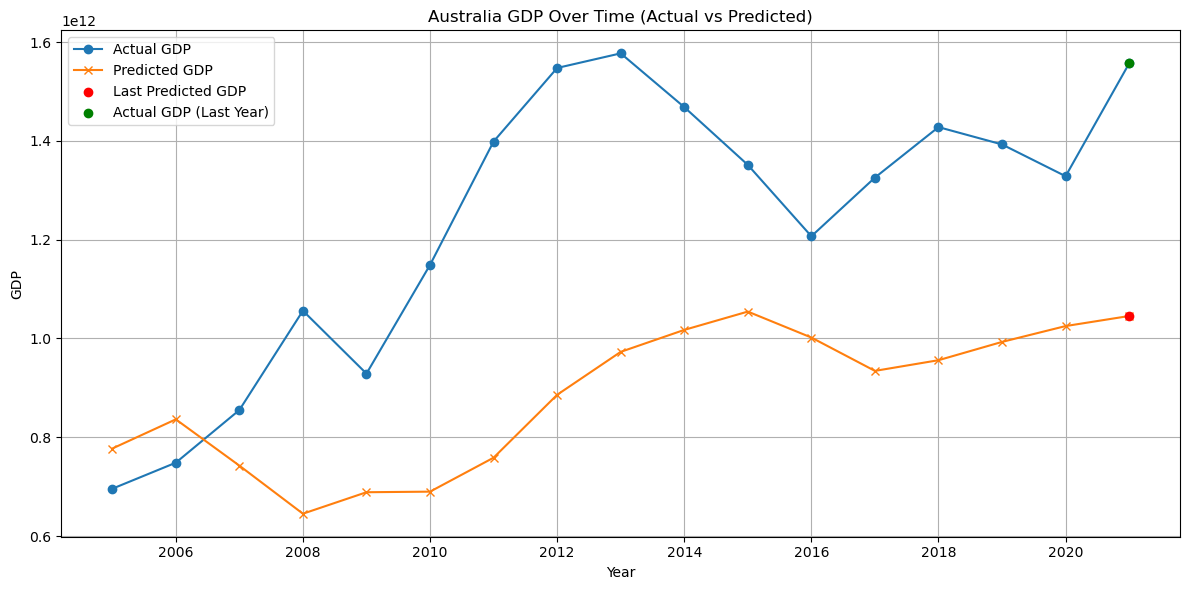 Australia GDP Over Time (Actual vs Predicted)
1e12
Actual GDP
Predicted GDP
Last Predicted GDP
Actual GDP (Last Year)
1.6
1.4
1.2
1.0
0.8
0.6
GDP
2006 2008 2010 2012 2014 2016 2018 2020
Year